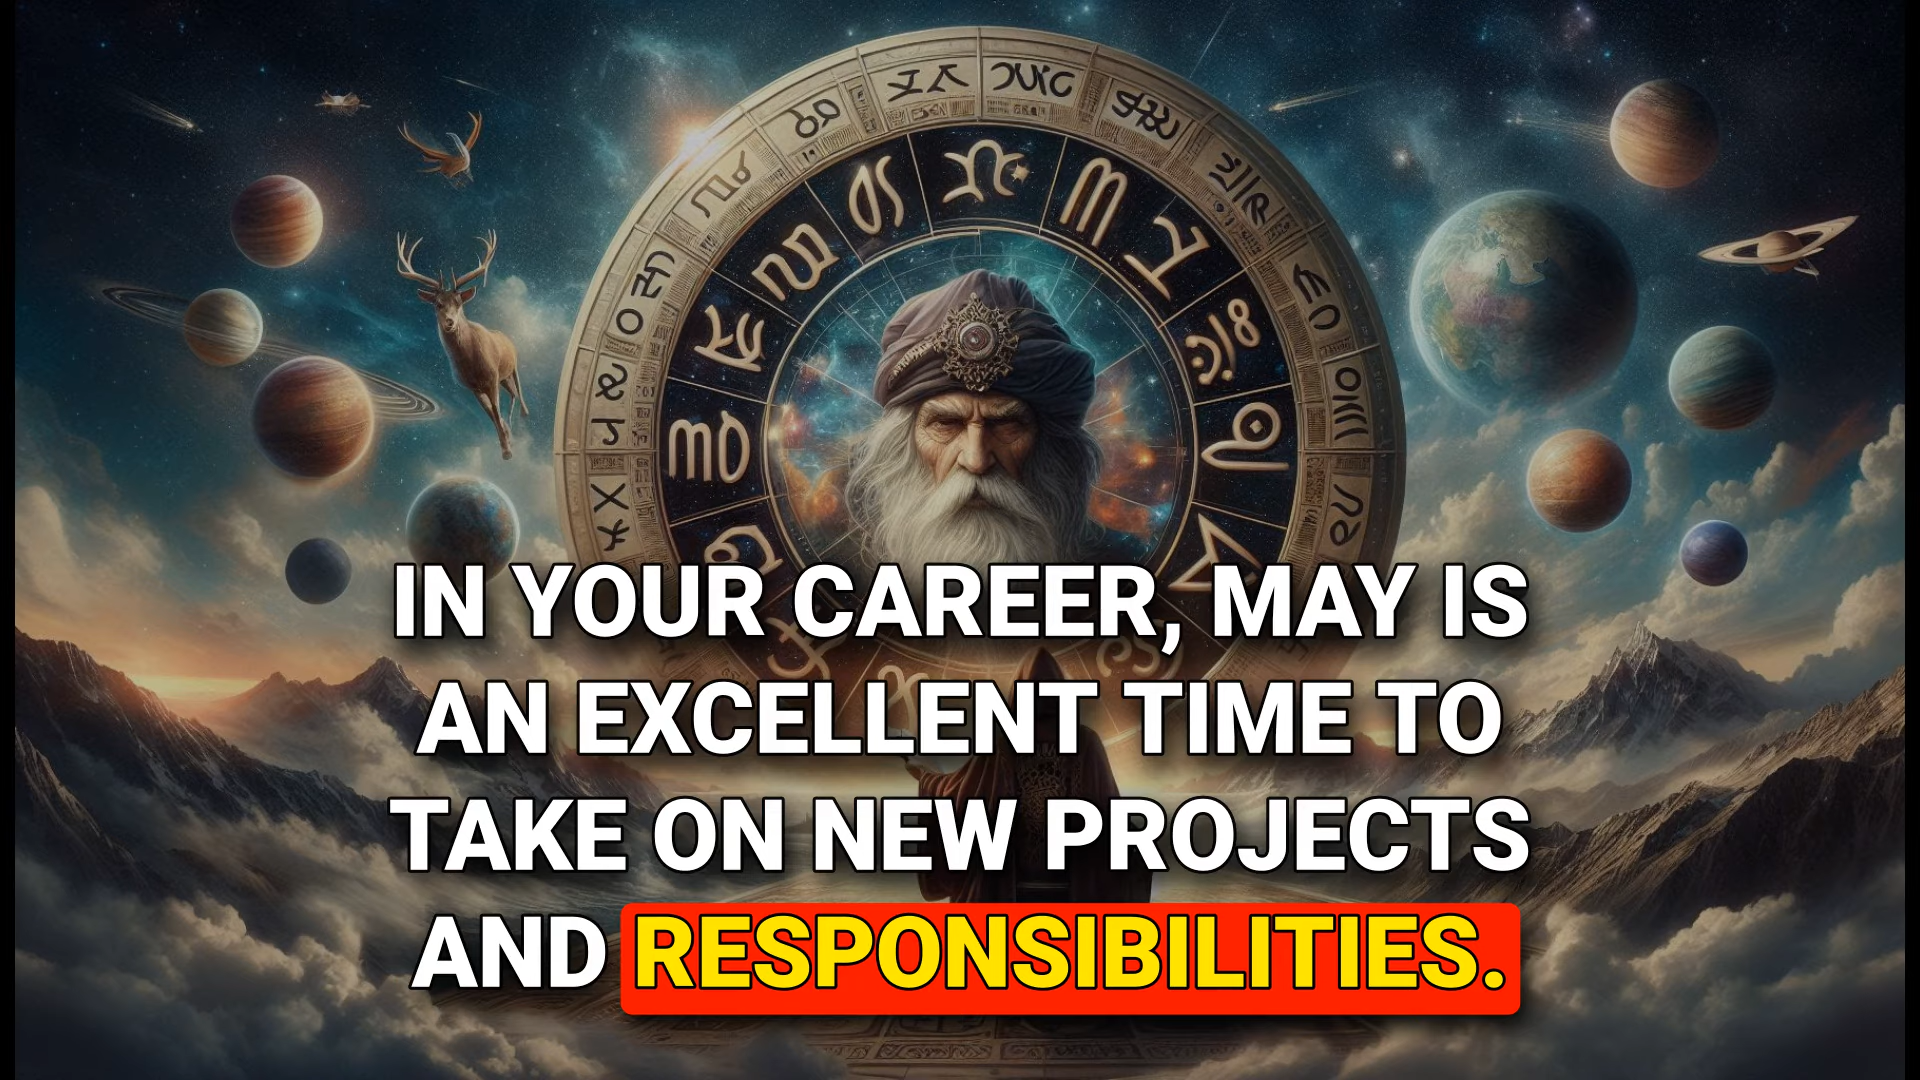 IN YOUR CAREER, MAY IS
AN EXCELLENT TIME TO
TAKE ON NEW PROJECTS
AND RESPONSIBILITIES.